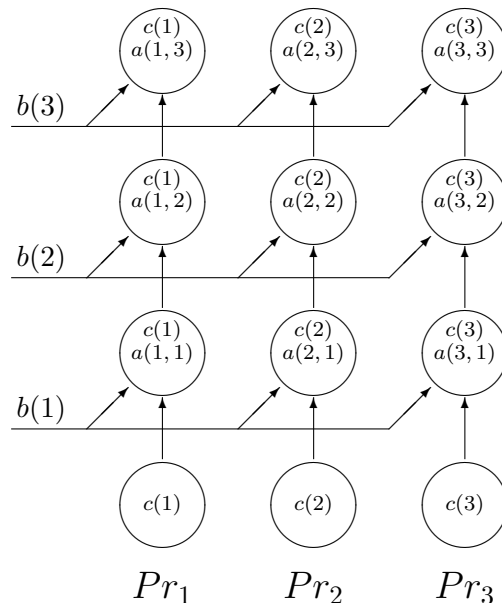 c(1) c(2) c(3)
a(1, 3) a(2, 3) a(3, 3)
b(3)
c(1) c(2) c(3)
a(1, 2) a(2, 2) a(3, 2)
b(2)
c(1) c(2) c(3)
a(1, 1) a(2, 1) a(3, 1)
b(1)
c(1) c(2) c(3)
Pr₁ Pr₂ Pr₃